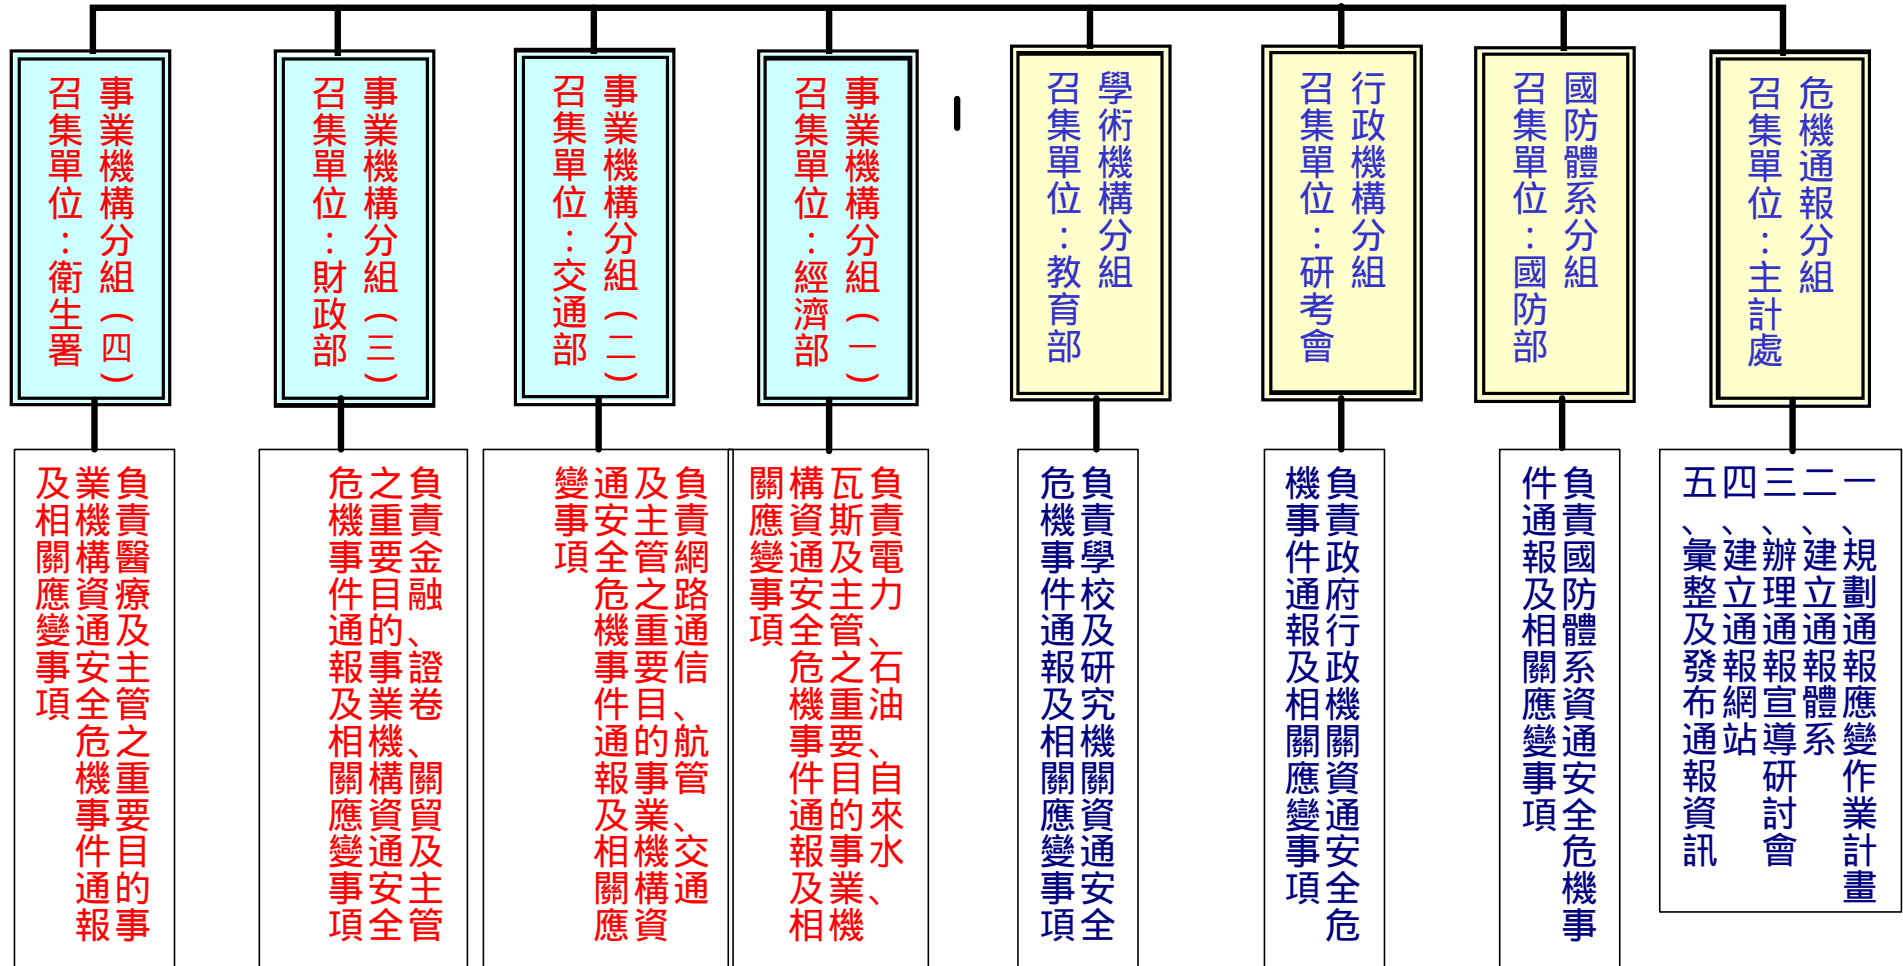 危機通報分組
召集單位：主計處
一、規劃通報應變作業計畫
二、建立通報體系
三、辦理通報宣導研討會
四、建立通報網站
五、彙整及發布通報資訊
國防體系分組
召集單位：國防部
負責國防體系資通安全危機事
件通報及相關應變事項
行政機構分組
召集單位：研考會
負責政府行政機關資通安全危
機事件通報及相關應變事項
學術機構分組
召集單位：教育部
負責學校及研究機關資通安全
危機事件通報及相關應變事項
事業機構分組(一)
召集單位：經濟部
負責電力、石油、自來水、
瓦斯及主管之重要目的事業機
構資通安全危機事件通報及相
關應變事項
事業機構分組(二)
召集單位：交通部
負責網路通信、航管、交通
及主管之重要目的事業機構資
通安全危機事件通報及相關應
變事項
事業機構分組(三)
召集單位：財政部
負責金融、證卷、關貿及主管
之重要目的事業機構資通安全
危機事件通報及相關應變事項
事業機構分組(四)
召集單位：衛生署
負責醫療及主管之重要目的事
業機構資通安全危機事件通報
及相關應變事項